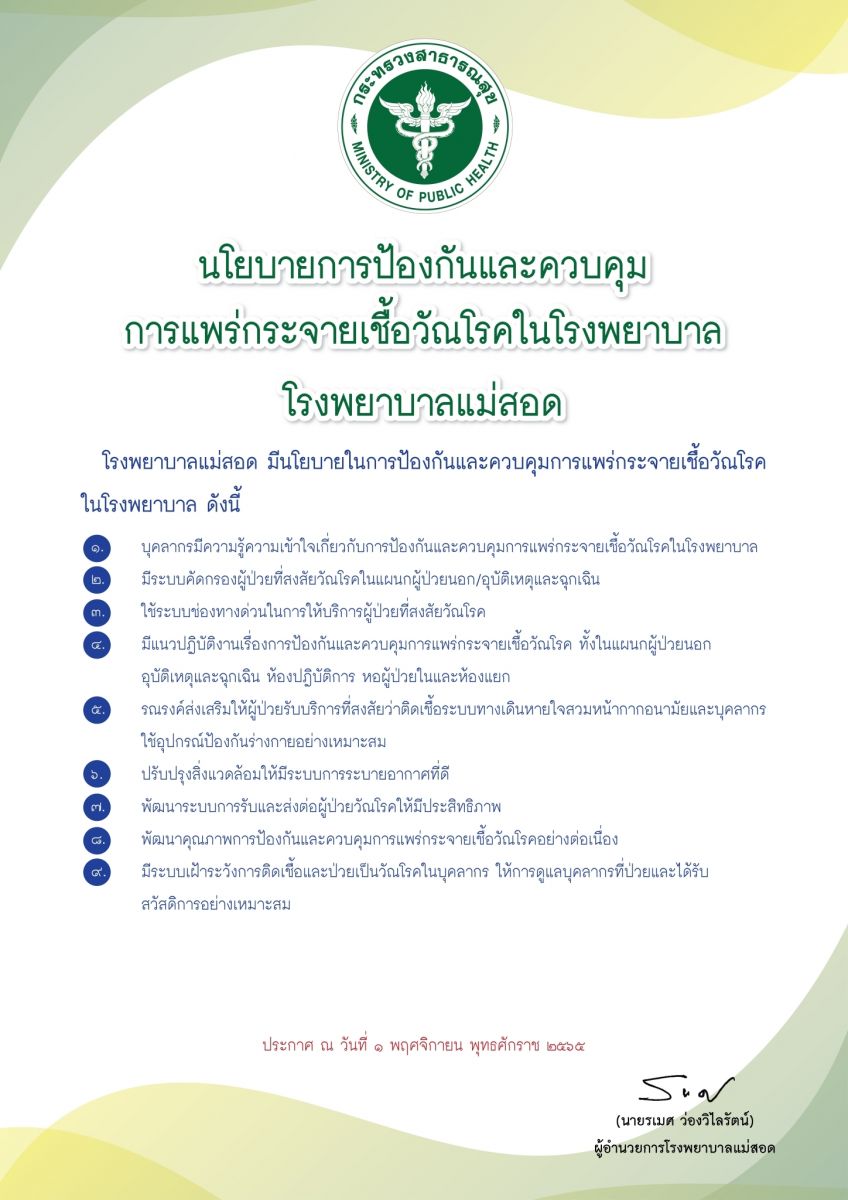 กระทรวงสาธารณสุข
MINISTRY OF PUBLIC HEALTH
นโยบายการป้องกันและควบคุม
การแพร่กระจายเชื้อวัณโรคในโรงพยาบาล
โรงพยาบาลแม่สอด
โรงพยาบาลแม่สอด มีนโยบายในการป้องกันและควบคุมการแพร่กระจายเชื้อวัณโรค
ในโรงพยาบาล ดังนี้
๑. บุคลากรมีความรู้ความเข้าใจเกี่ยวกับการป้องกันและควบคุมการแพร่กระจายเชื้อวัณโรคในโรงพยาบาล
๒. มีระบบคัดกรองผู้ป่วยที่สงสัยวัณโรคในแผนกผู้ป่วยนอก/อุบัติเหตุและฉุกเฉิน
๓. ใช้ระบบช่องทางด่วนในการให้บริการผู้ป่วยที่สงสัยวัณโรค
๔. มีแนวปฏิบัติงานเรื่องการป้องกันและควบคุมการแพร่กระจายเชื้อวัณโรค ทั้งในแผนกผู้ป่วยนอก
อุบัติเหตุและฉุกเฉิน ห้องปฎิบัติการ หอผู้ป่วยในและห้องแยก
๕. รณรงค์ส่งเสริมให้ผู้ป่วยรับบริการที่สงสัยว่าติดเชื้อระบบทางเดินหายใจสวมหน้ากากอนามัยและบุคลากร
ใช้อุปกรณ์ป้องกันร่างกายอย่างเหมาะสม
๖. ปรับปรุงสิ่งแวดล้อมให้มีระบบการระบายอากาศที่ดี
๗. พัฒนาระบบการรับและส่งต่อผู้ป่วยวัณโรคให้มีประสิทธิภาพ
๘. พัฒนาคุณภาพการป้องกันและควบคุมการแพร่กระจายเชื้อวัณโรคอย่างต่อเนื่อง
๙. มีระบบเฝ้าระวังการติดเชื้อและป่วยเป็นวัณโรคในบุคลากร ให้การดูแลบุคลากรที่ป่วยและได้รับ
สวัสดิการอย่างเหมาะสม
ประกาศ ณ วันที่ ๑ พฤศจิกายน พุทธศักราช ๒๕๖๕
(นายรเมศ ว่องวิไลรัตน์)
ผู้อำนวยการโรงพยาบาลแม่สอด